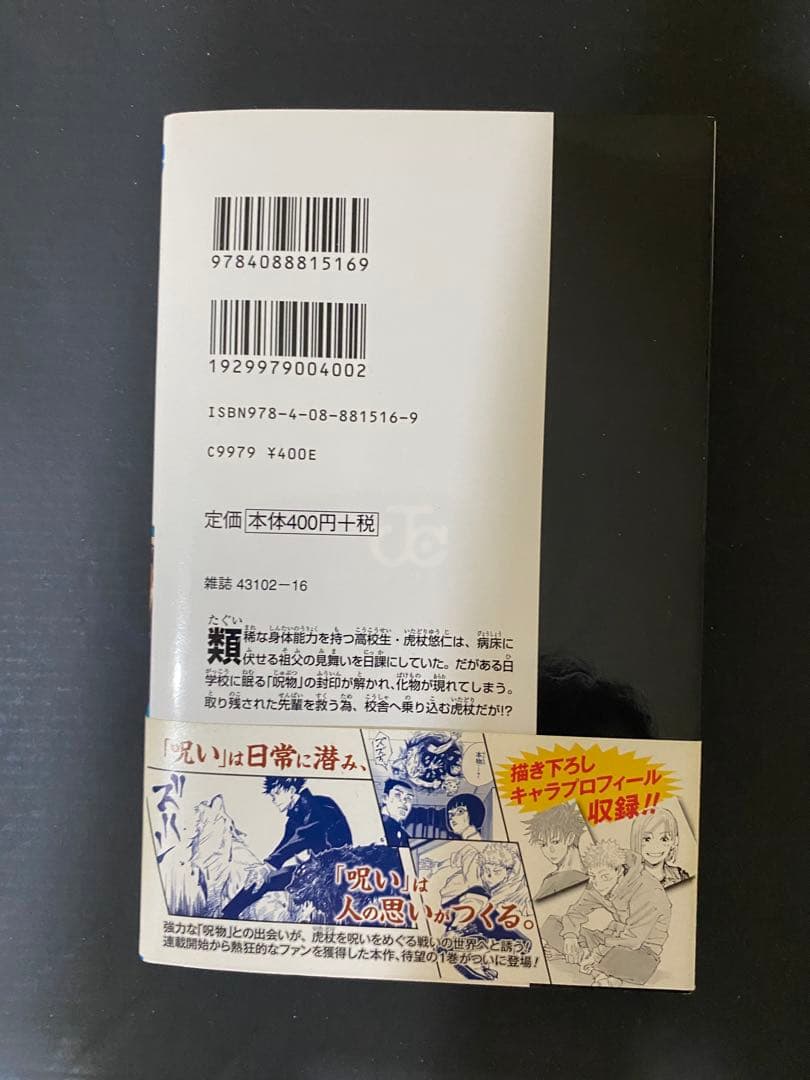 9784088815169
1929979004002
ISBN978-4-08-881516-9
C9979 ¥400E
定価 本体400円+税
JC
雑誌 43102-16
類稀な身体能力を持つ高校生・虎杖悠仁は、病床に
伏せる祖父の見舞いを日課にしていた。だがある日
学校に眠る「呪物」の封印が解かれ、化物が現れてしまう。
取り残された先輩を救う為、校舎へ乗り込む虎杖だが!?
「呪い」は日常に潜み、
描き下ろし
キャラプロフィール
収録!!
「呪い」は
人の思いがつくる。
強力な「呪物」との出会いが、虎杖を呪いをめぐる戦いの世界へと誘う!
連載開始から熱狂的なファンを獲得した本作、待望の1巻がついに登場!